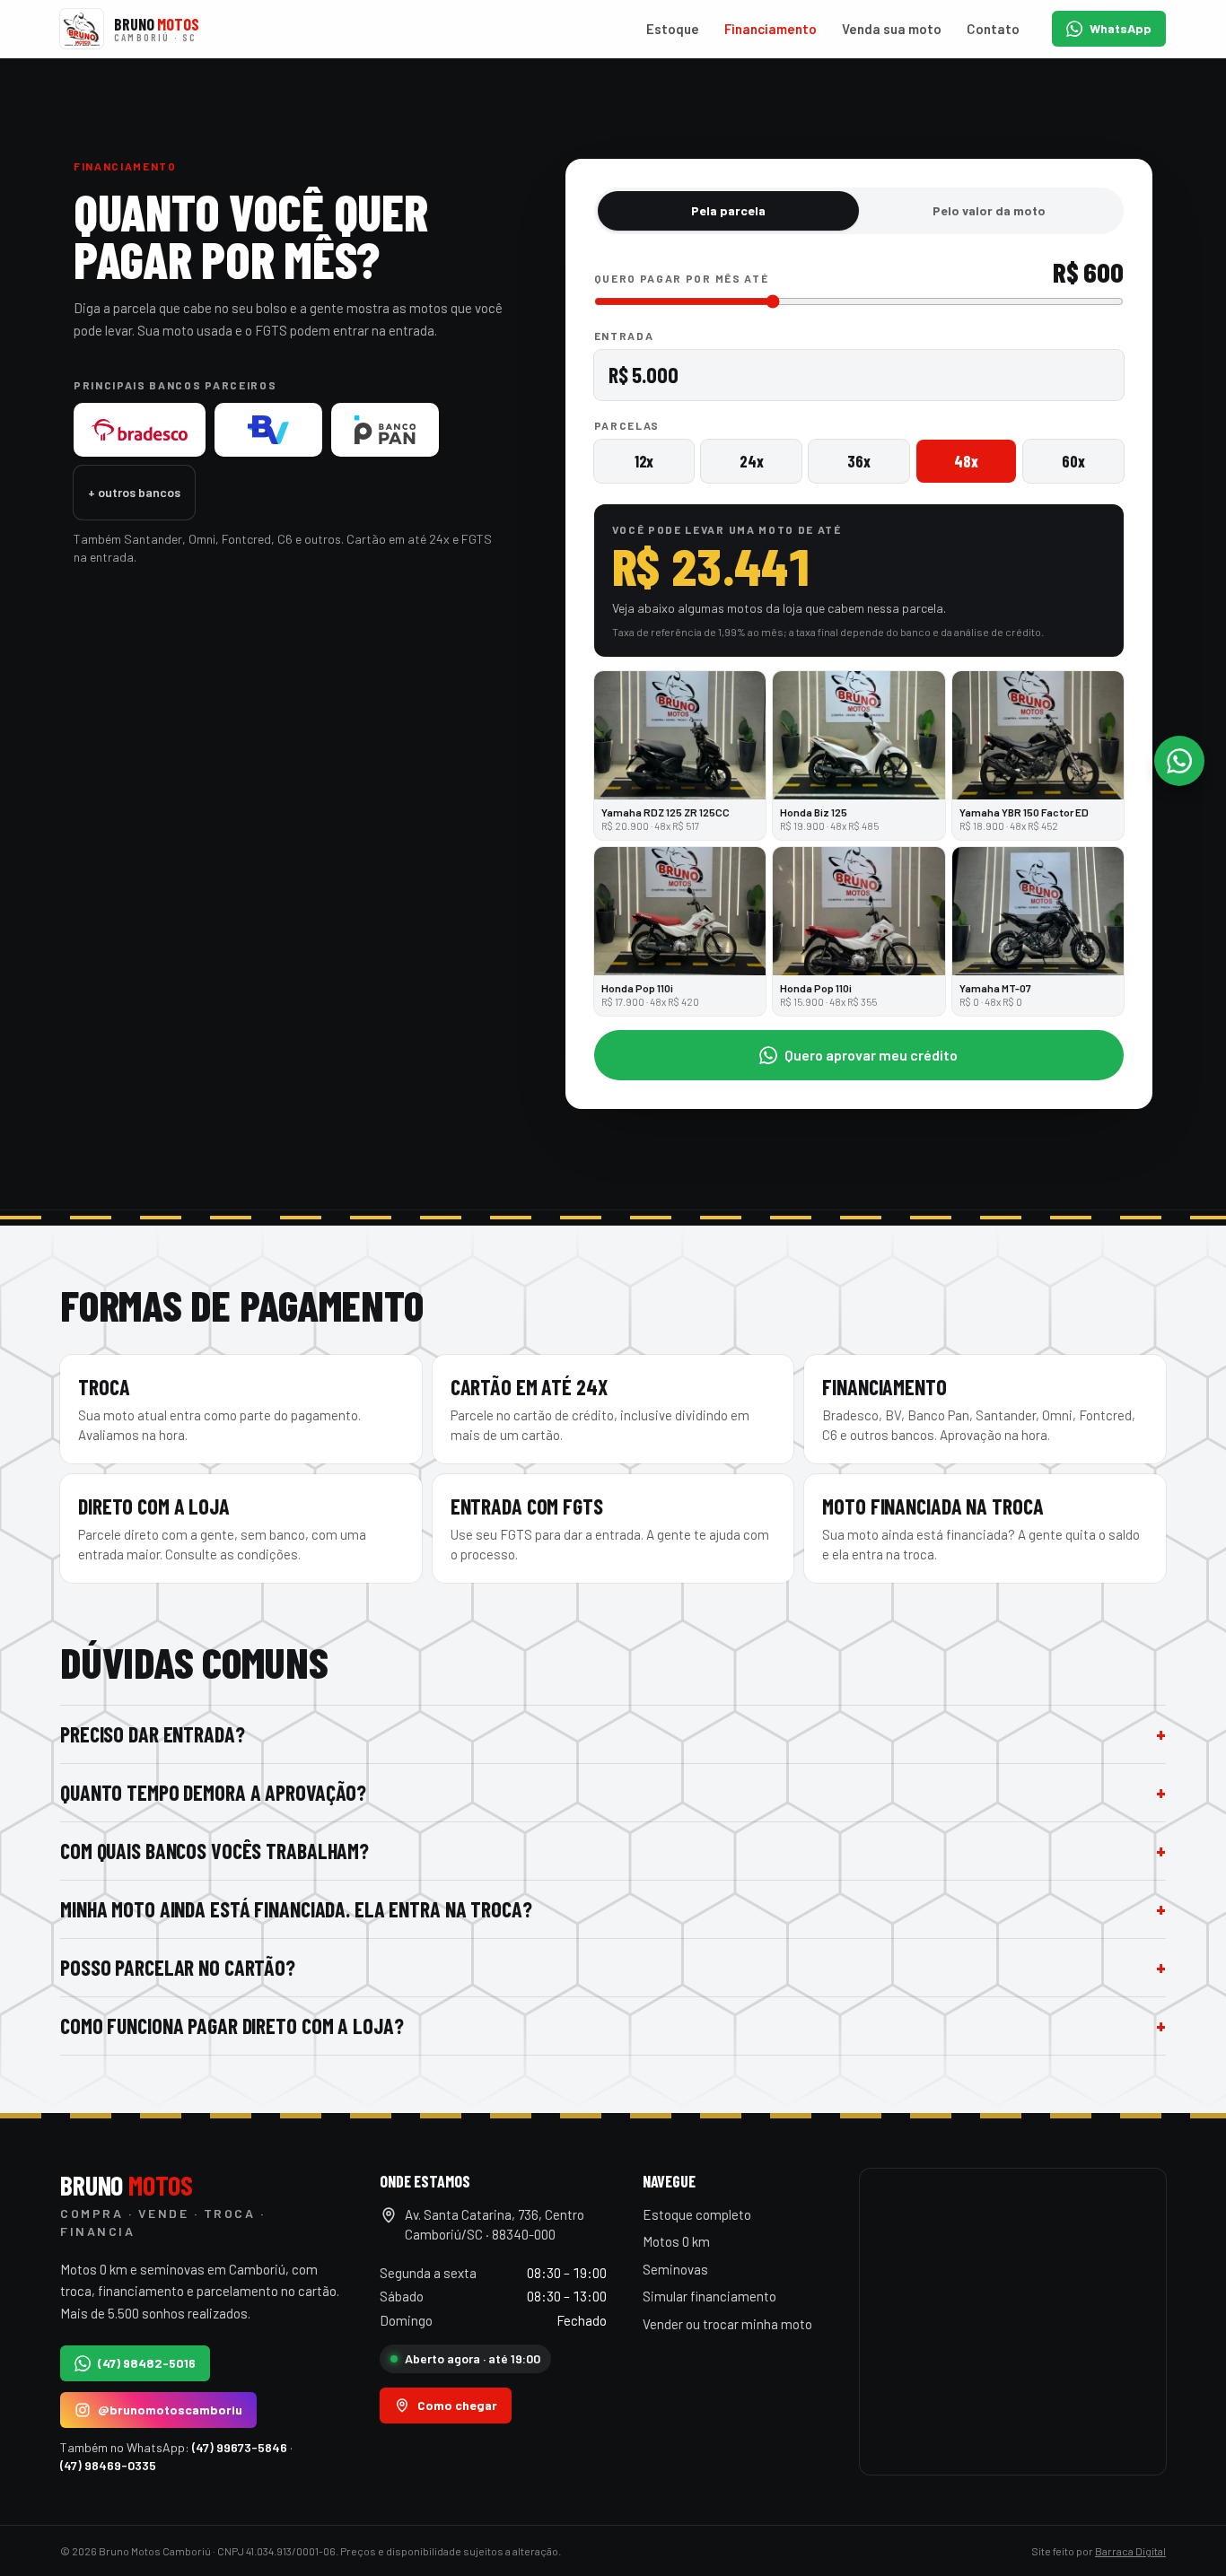 BRUNO MOTOS
CAMBORIÚ · SC
Estoque
Financiamento
Venda sua moto
Contato
WhatsApp
FINANCIAMENTO
QUANTO VOCÊ QUER
PAGAR POR MÊS?
Diga a parcela que cabe no seu bolso e a gente mostra as motos que você
pode levar. Sua moto usada e o FGTS podem entrar na entrada.
PRINCIPAIS BANCOS PARCEIROS
bradesco
BV
BANCO
PAN
+ outros bancos
Também Santander, Omni, Fontcred, C6 e outros. Cartão em até 24x e FGTS
na entrada.
Pela parcela
Pelo valor da moto
QUERO PAGAR POR MÊS ATÉ
R$ 600
ENTRADA
R$ 5.000
PARCELAS
12x
24x
36x
48x
60x
VOCÊ PODE LEVAR UMA MOTO DE ATÉ
R$ 23.441
Veja abaixo algumas motos da loja que cabem nessa parcela.
Taxa de referência de 1,99% ao mês; a taxa final depende do banco e da análise de crédito.
BRUNO
MOTOS
BRUNO
MOTOS
BRUNO
MOTOS
Yamaha RDZ 125 ZR 125CC
R$ 20.900 · 48x R$ 517
Honda Biz 125
R$ 19.900 · 48x R$ 485
Yamaha YBR 150 Factor ED
R$ 18.900 · 48x R$ 452
BRUNO
MOTOS
BRUNO
MOTOS
BRUNO
MOTOS
Honda Pop 110i
R$ 17.900 · 48x R$ 420
Honda Pop 110i
R$ 15.900 · 48x R$ 355
Yamaha MT-07
R$ 0 · 48x R$ 0
Quero aprovar meu crédito
FORMAS DE PAGAMENTO
TROCA
Sua moto atual entra como parte do pagamento.
Avaliamos na hora.
CARTÃO EM ATÉ 24X
Parcele no cartão de crédito, inclusive dividindo em
mais de um cartão.
FINANCIAMENTO
Bradesco, BV, Banco Pan, Santander, Omni, Fontcred,
C6 e outros bancos. Aprovação na hora.
DIRETO COM A LOJA
Parcele direto com a gente, sem banco, com uma
entrada maior. Consulte as condições.
ENTRADA COM FGTS
Use seu FGTS para dar a entrada. A gente te ajuda com
o processo.
MOTO FINANCIADA NA TROCA
Sua moto ainda está financiada? A gente quita o saldo
e ela entra na troca.
DÚVIDAS COMUNS
PRECISO DAR ENTRADA?
+
QUANTO TEMPO DEMORA A APROVAÇÃO?
+
COM QUAIS BANCOS VOCÊS TRABALHAM?
+
MINHA MOTO AINDA ESTÁ FINANCIADA. ELA ENTRA NA TROCA?
+
POSSO PARCELAR NO CARTÃO?
+
COMO FUNCIONA PAGAR DIRETO COM A LOJA?
+
BRUNO MOTOS
COMPRA · VENDE · TROCA ·
FINANCIA
Motos 0 km e seminovas em Camboriú, com
troca, financiamento e parcelamento no cartão.
Mais de 5.500 sonhos realizados.
(47) 98482-5016
@brunomotoscamboriu
Também no WhatsApp: (47) 99673-5846 ·
(47) 98469-0335
ONDE ESTAMOS
Av. Santa Catarina, 736, Centro
Camboriú/SC · 88340-000
Segunda a sexta 08:30 – 19:00
Sábado 08:30 – 13:00
Domingo Fechado
Aberto agora · até 19:00
Como chegar
NAVEGUE
Estoque completo
Motos 0 km
Seminovas
Simular financiamento
Vender ou trocar minha moto
© 2026 Bruno Motos Camboriú · CNPJ 41.034.913/0001-06. Preços e disponibilidade sujeitos a alteração.
Site feito por Barraca Digital